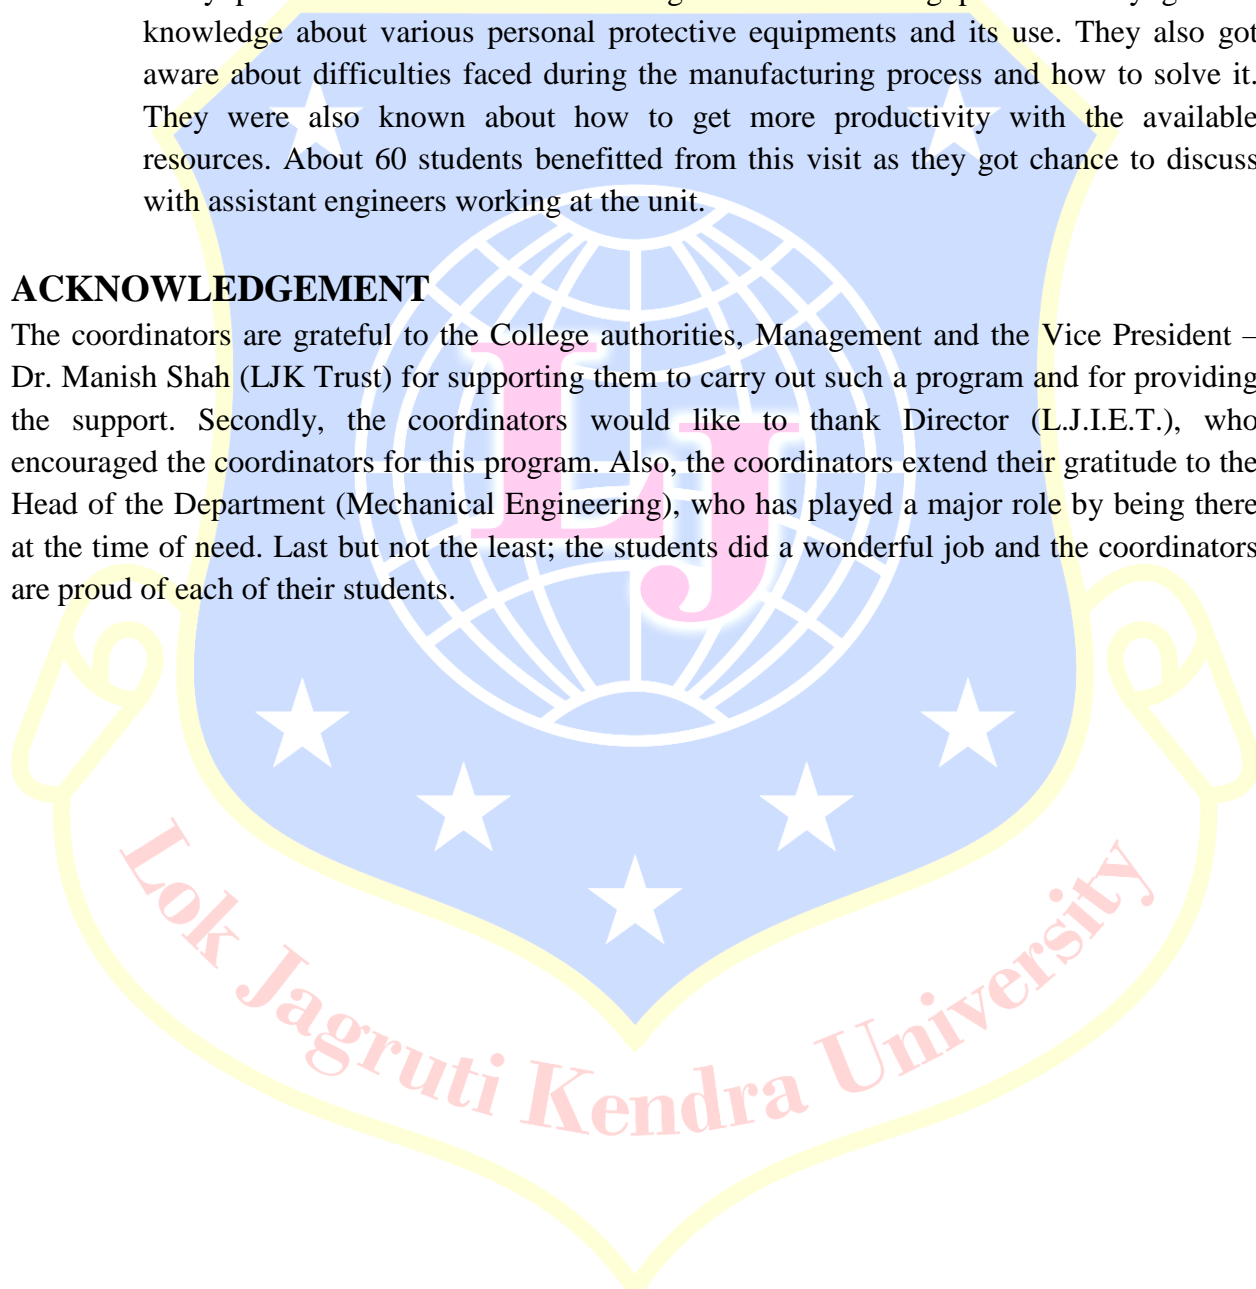 knowledge about various personal protective equipments and its use. They also got
aware about difficulties faced during the manufacturing process and how to solve it.
They were also known about how to get more productivity with the available
resources. About 60 students benefitted from this visit as they got chance to discuss
with assistant engineers working at the unit.
ACKNOWLEDGEMENT
The coordinators are grateful to the College authorities, Management and the Vice President –
Dr. Manish Shah (LJK Trust) for supporting them to carry out such a program and for providing
the support. Secondly, the coordinators would like to thank Director (L.J.I.E.T.), who
encouraged the coordinators for this program. Also, the coordinators extend their gratitude to the
Head of the Department (Mechanical Engineering), who has played a major role by being there
at the time of need. Last but not the least; the students did a wonderful job and the coordinators
are proud of each of their students.
LJ
Lok Jagruti Kendra University